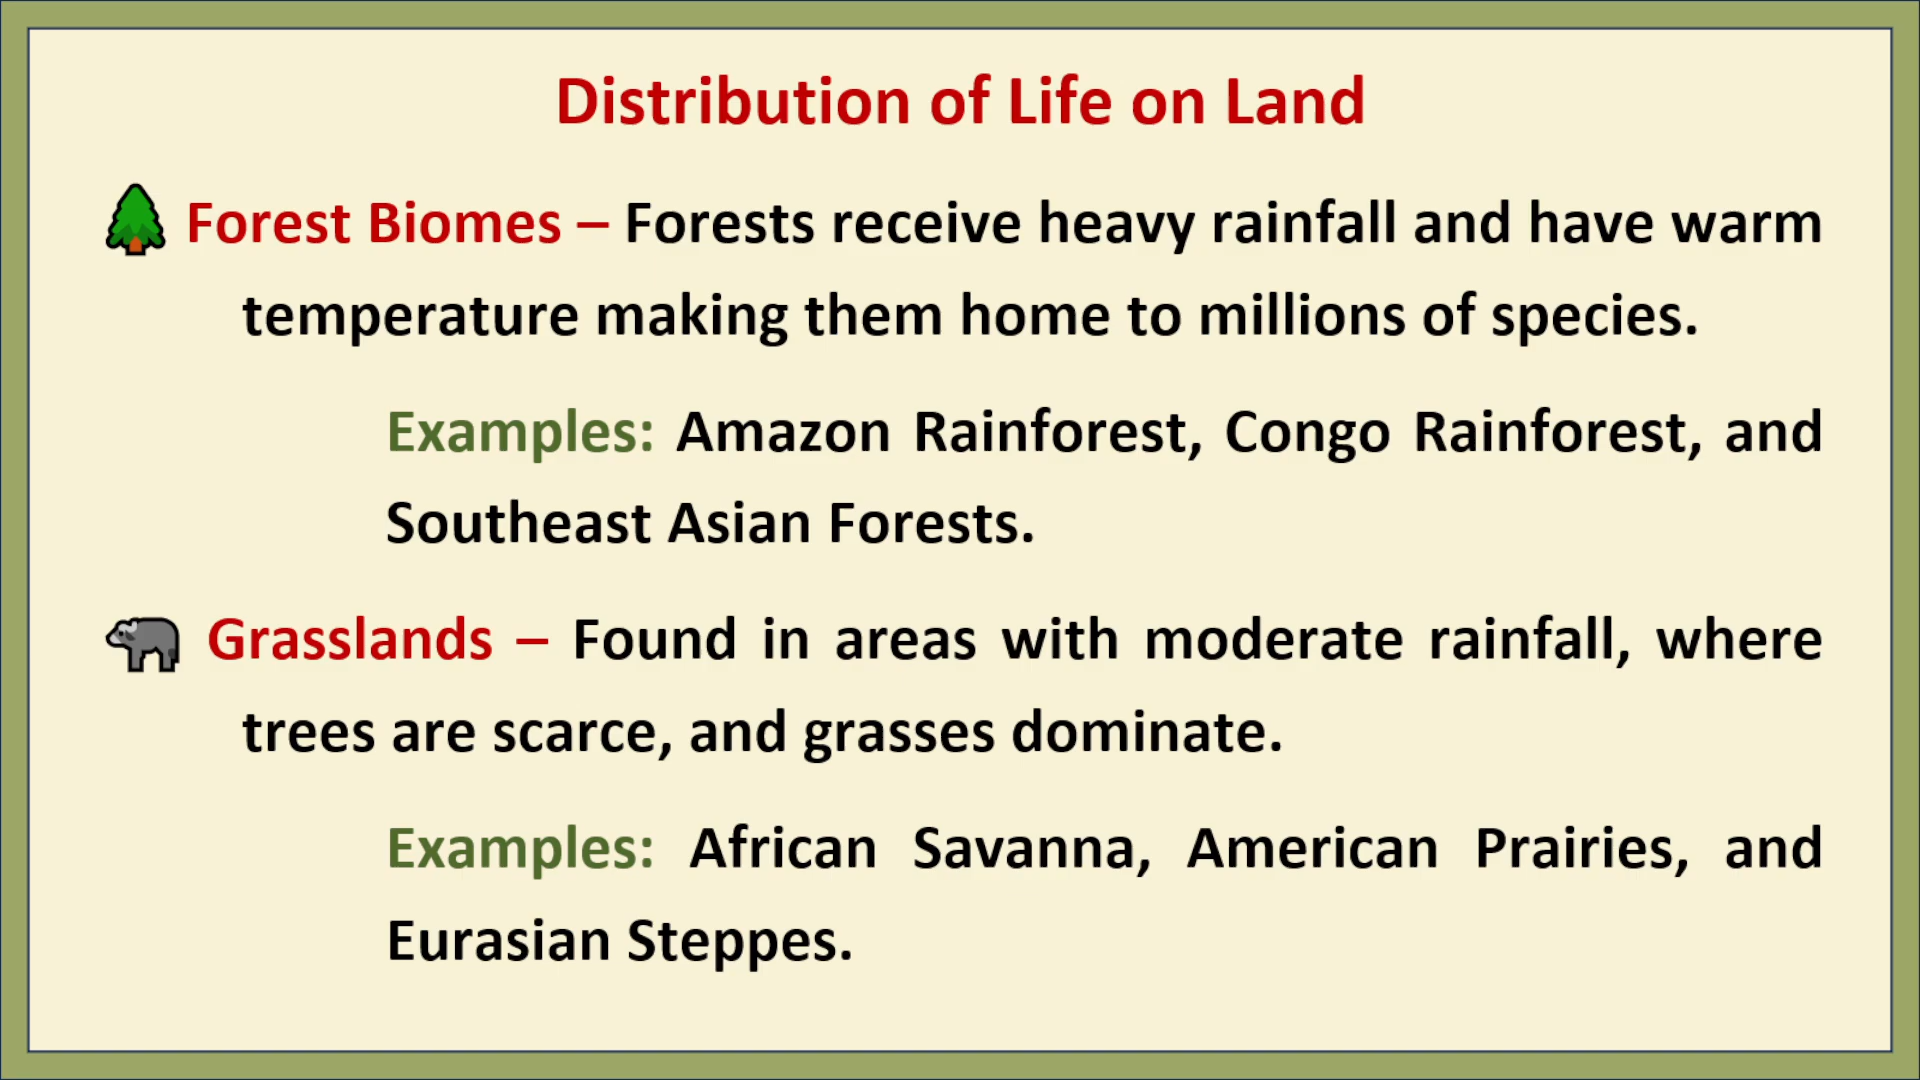 Distribution of Life on Land
Forest Biomes – Forests receive heavy rainfall and have warm
temperature making them home to millions of species.
Examples: Amazon Rainforest, Congo Rainforest, and
Southeast Asian Forests.
Grasslands – Found in areas with moderate rainfall, where
trees are scarce, and grasses dominate.
Examples: African Savanna, American Prairies, and
Eurasian Steppes.